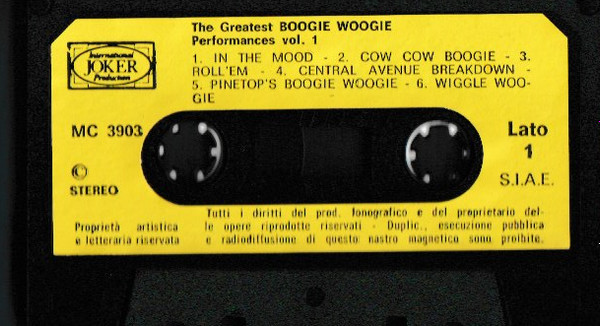 The Greatest BOOGIE WOOGIE
Performances vol. 1
1. IN THE MOOD - 2. COW COW BOOGIE - 3.
ROLL'EM - 4. CENTRAL AVENUE BREAKDOWN -
5. PINETOP'S BOOGIE WOOGIE - 6. WIGGLE WOO-
GIE
International
JOKER
Production
MC 3903
Lato
1
©
STEREO
S.I.A.E.
Proprietà artistica
e letteraria riservata
Tutti i diritti del prod. fonografico e del proprietario del-
le opere riprodotte riservati - Duplic., esecuzione pubblica
e radiodiffusione di questo nastro magnetico sono proibite.